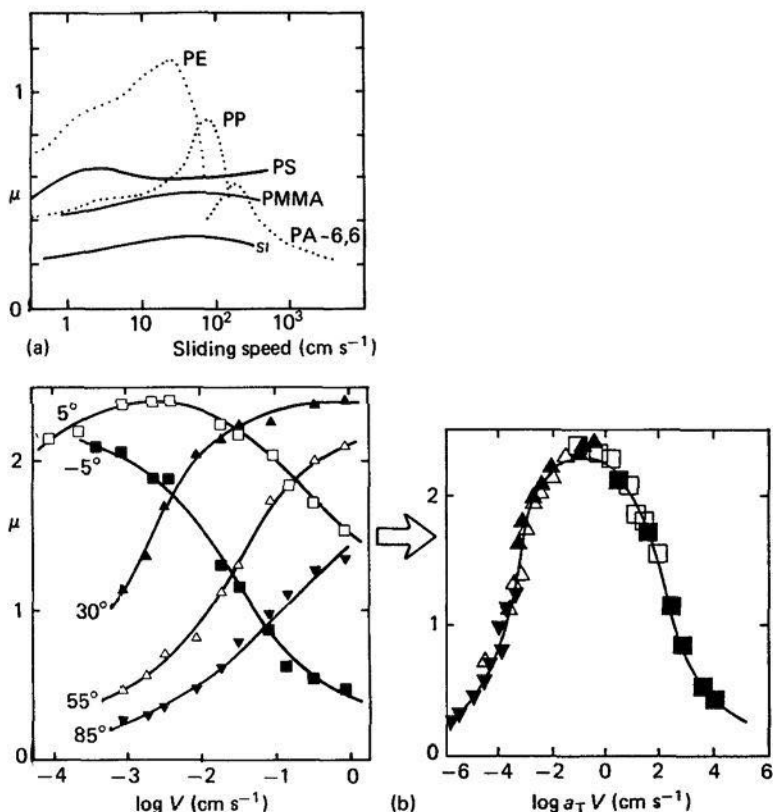 1
μ
0
PE
PP
PS
PMMA
SI
PA-6,6
1 10 10² 10³
(a) Sliding speed (cm s⁻¹)
2
μ
1
0
5°
−5°
30°
55°
85°
−4 −3 −2 −1 0
log V (cm s⁻¹)
(b)
2
1
0
−6 −4 −2 0 2 4 6
log a_T V (cm s⁻¹)